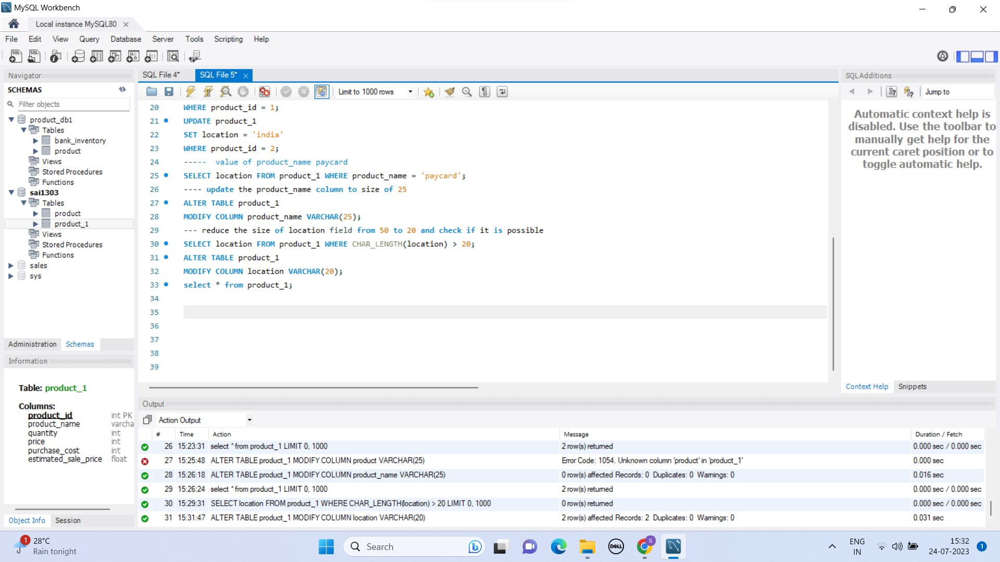 MySQL Workbench
Local instance MySQL80
File Edit View Query Database Server Tools Scripting Help
Navigator
SCHEMAS
Filter objects
product_db1
Tables
bank_inventory
product
Views
Stored Procedures
Functions
sai1303
Tables
product
product_1
Views
Stored Procedures
Functions
sales
sys
Administration Schemas
Information
Table: product_1
Columns:
product_id int PK
product_name varcha
quantity int
price int
purchase_cost int
estimated_sale_price float
Object Info Session
SQL File 4* SQL File 5*
Limit to 1000 rows
20 WHERE product_id = 1;
21 UPDATE product_1
22 SET location = 'india'
23 WHERE product_id = 2;
24 ----- value of product_name paycard
25 SELECT location FROM product_1 WHERE product_name = 'paycard';
26 ---- update the product_name column to size of 25
27 ALTER TABLE product_1
28 MODIFY COLUMN product_name VARCHAR(25);
29 --- reduce the size of location field from 50 to 20 and check if it is possible
30 SELECT location FROM product_1 WHERE CHAR_LENGTH(location) > 20;
31 ALTER TABLE product_1
32 MODIFY COLUMN location VARCHAR(20);
33 select * from product_1;
34
35
36
37
38
39
SQLAdditions
Jump to
Automatic context help is
disabled. Use the toolbar to
manually get help for the
current caret position or to
toggle automatic help.
Context Help Snippets
Output
Action Output
# Time Action Message Duration / Fetch
26 15:23:31 select * from product_1 LIMIT 0, 1000 2 row(s) returned 0.000 sec / 0.000 sec
27 15:25:48 ALTER TABLE product_1 MODIFY COLUMN product VARCHAR(25) Error Code: 1054. Unknown column 'product' in 'product_1' 0.000 sec
28 15:26:18 ALTER TABLE product_1 MODIFY COLUMN product_name VARCHAR(25) 0 row(s) affected Records: 0 Duplicates: 0 Warnings: 0 0.016 sec
29 15:26:24 select * from product_1 LIMIT 0, 1000 2 row(s) returned 0.000 sec / 0.000 sec
30 15:29:31 SELECT location FROM product_1 WHERE CHAR_LENGTH(location) > 20 LIMIT 0, 1000 0 row(s) returned 0.000 sec / 0.000 sec
31 15:31:47 ALTER TABLE product_1 MODIFY COLUMN location VARCHAR(20) 2 row(s) affected Records: 2 Duplicates: 0 Warnings: 0 0.031 sec
1
28°C
Rain tonight
Search
DELL
S
ENG
IN
15:32
24-07-2023
1